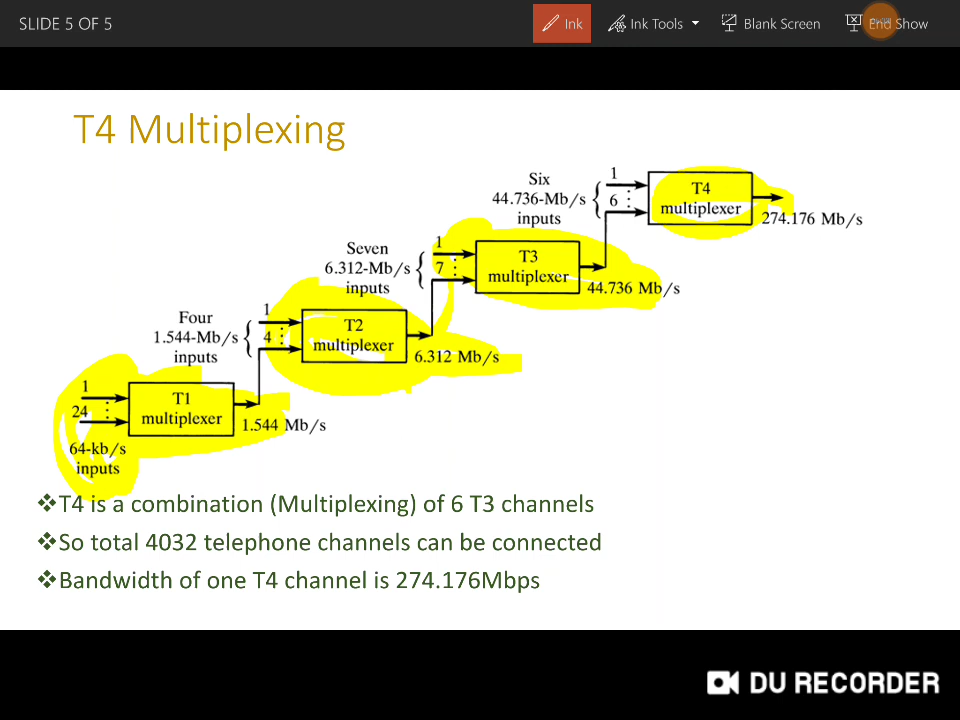 SLIDE 5 OF 5
Ink
Ink Tools
Blank Screen
End Show
T4 Multiplexing
Six
44.736-Mb/s
inputs
1
6
T4
multiplexer
274.176 Mb/s
Seven
6.312-Mb/s
inputs
1
7
T3
multiplexer
44.736 Mb/s
Four
1.544-Mb/s
inputs
1
4
T2
multiplexer
6.312 Mb/s
1
24
64-kb/s
inputs
T1
multiplexer
1.544 Mb/s
❖T4 is a combination (Multiplexing) of 6 T3 channels
❖So total 4032 telephone channels can be connected
❖Bandwidth of one T4 channel is 274.176Mbps
DU RECORDER